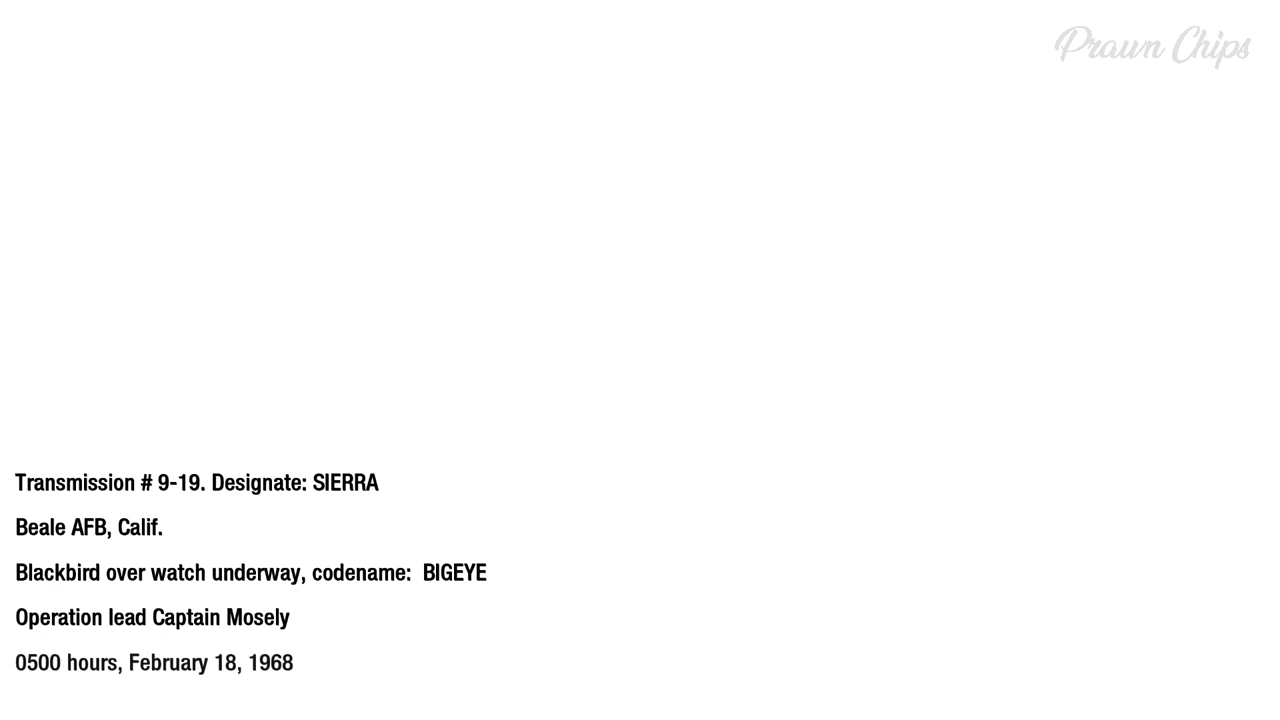 Prawn Chips
Transmission # 9-19. Designate: SIERRA
Beale AFB, Calif.
Blackbird over watch underway, codename:  BIGEYE
Operation lead Captain Mosely
0500 hours, February 18, 1968